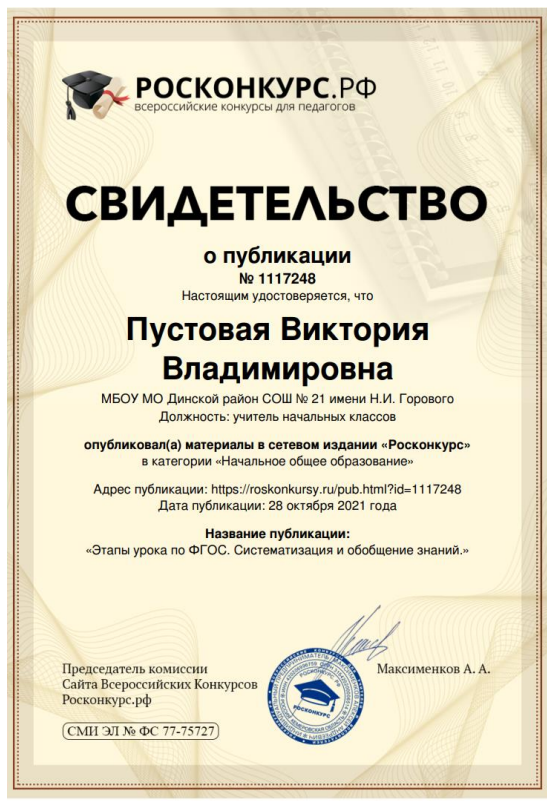 РОСКОНКУРС.РФ
всероссийские конкурсы для педагогов
СВИДЕТЕЛЬСТВО
о публикации
№ 1117248
Настоящим удостоверяется, что
Пустовая Виктория
Владимировна
МБОУ МО Динской район СОШ № 21 имени Н.И. Горового
Должность: учитель начальных классов
опубликовал(а) материалы в сетевом издании «Росконкурс»
в категории «Начальное общее образование»
Адрес публикации: https://roskonkursy.ru/pub.html?id=1117248
Дата публикации: 28 октября 2021 года
Название публикации:
«Этапы урока по ФГОС. Систематизация и обобщение знаний.»
Председатель комиссии
Сайта Всероссийских Конкурсов
Росконкурс.рф
Максименков А. А.
СМИ ЭЛ № ФС 77-75727
РОСКОНКУРС.РФ
РОСКОНКУРС